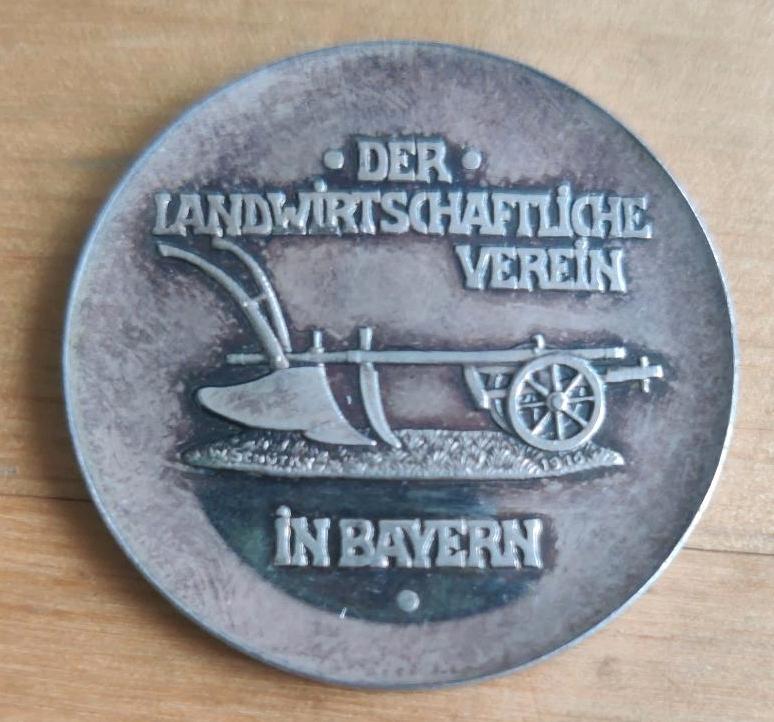 · DER ·
LANDWIRTSCHAFTLICHE
VEREIN
IN BAYERN